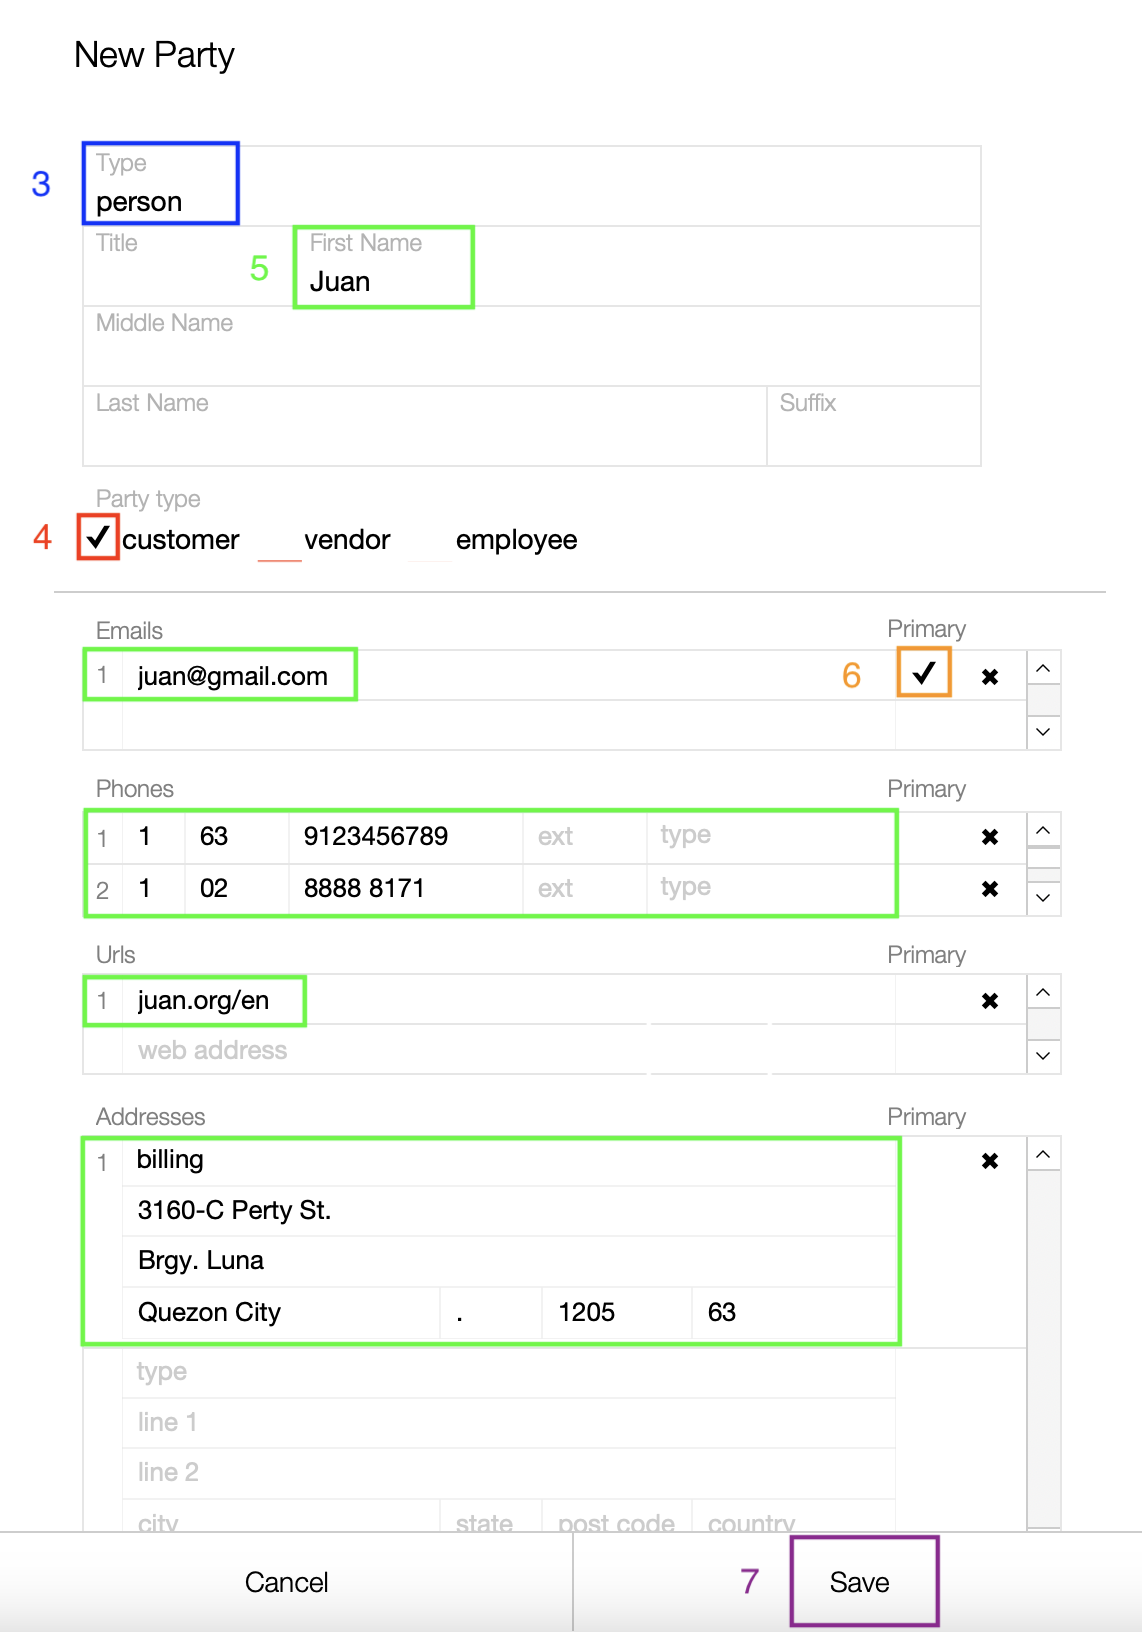 New Party
3
Type
person
Title
5
First Name
Juan
Middle Name
Last Name
Suffix
Party type
4 ✔ customer vendor employee
Emails Primary
1 juan@gmail.com 6 ✔ ✖
Phones Primary
1 1 63 9123456789 ext type ✖
2 1 02 8888 8171 ext type ✖
Urls Primary
1 juan.org/en ✖
web address
Addresses Primary
1 billing ✖
3160-C Perty St.
Brgy. Luna
Quezon City . 1205 63
type
line 1
line 2
city state post code country
Cancel 7 Save